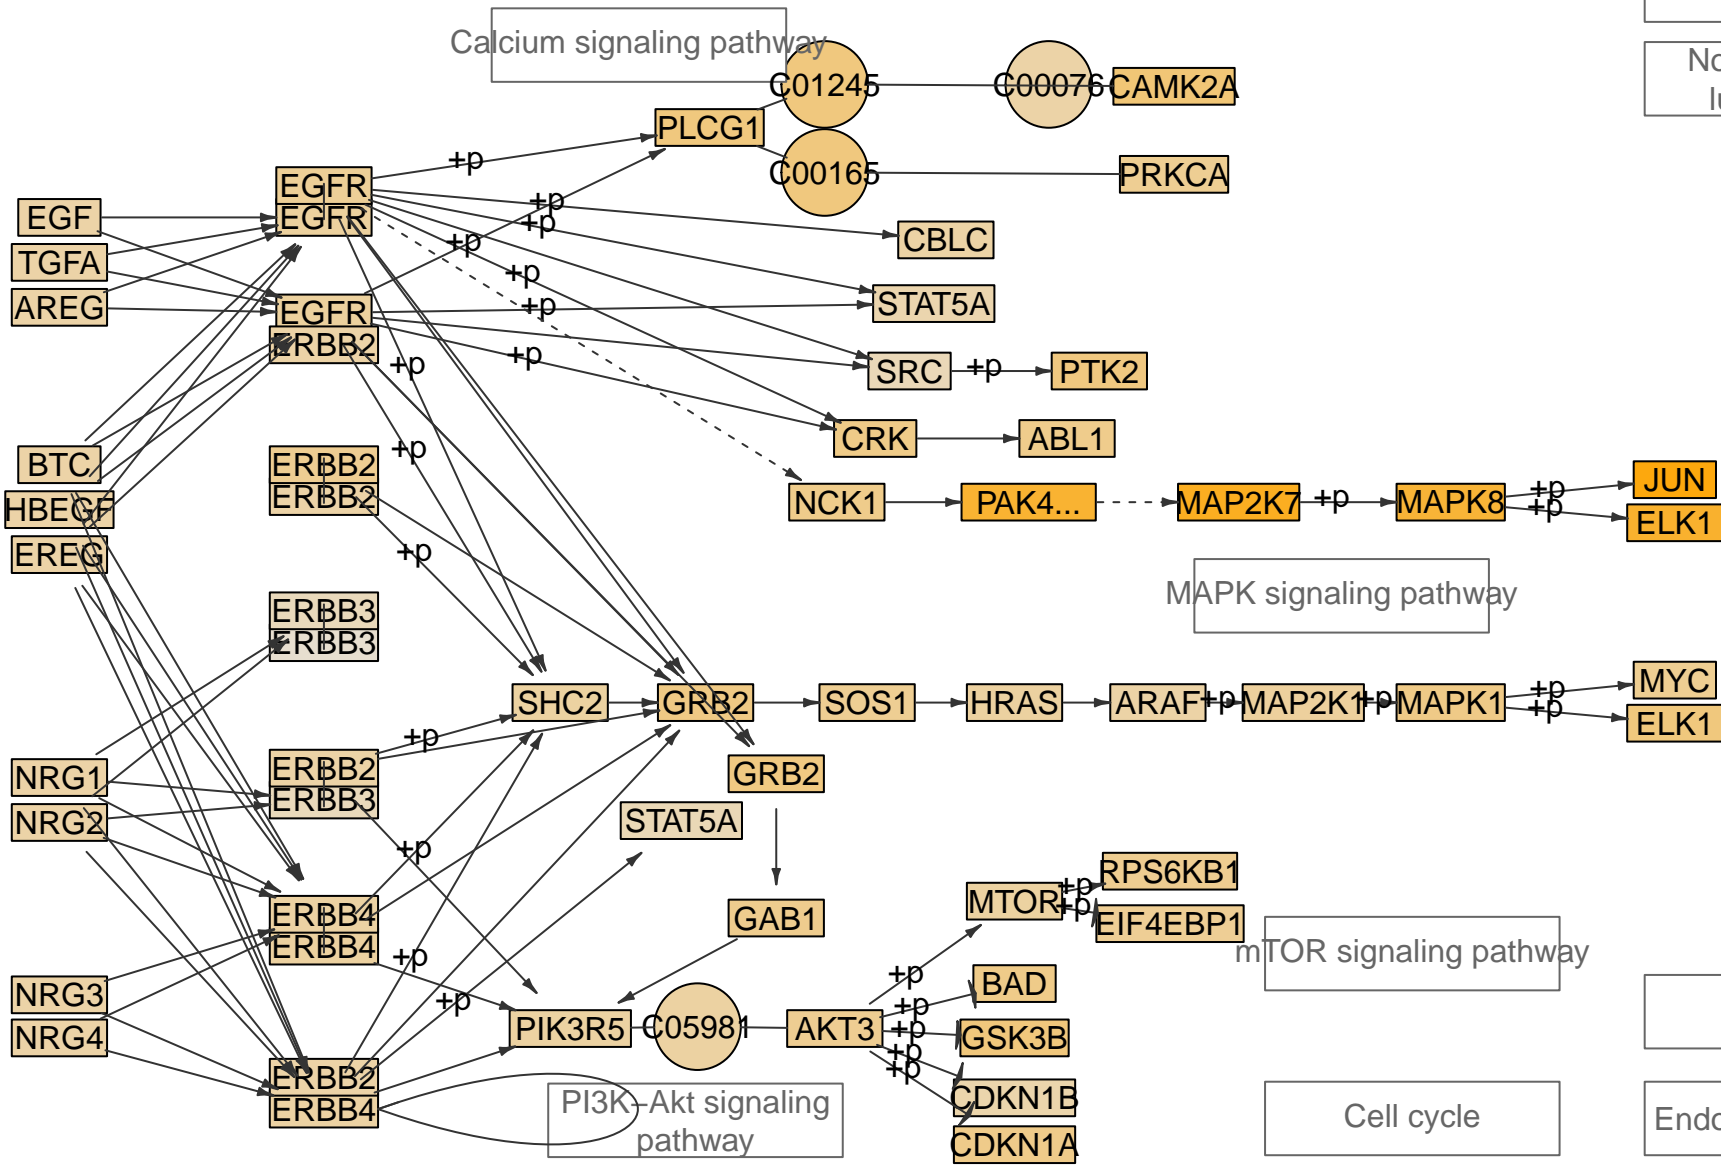 Calcium signaling pathway
No
lu
C01245
C00076
CAMK2A
PLCG1
C00165
PRKCA
+p
EGFR
EGFR
EGF
+p
+p
CBLC
TGFA
+p
+p
AREG
EGFR
ERBB2
+p
STAT5A
+p
+p
SRC
+p
PTK2
BTC
ERBB2
ERBB2
+p
CRK
ABL1
HBEGF
NCK1
PAK4...
MAP2K7
+p
MAPK8
+p
+p
JUN
ELK1
EREG
+p
MAPK signaling pathway
ERBB3
ERBB3
SHC2
GRB2
SOS1
HRAS
ARAF
+p
MAP2K1
+p
MAPK1
+p
+p
MYC
ELK1
+p
NRG1
ERBB2
ERBB3
GRB2
NRG2
STAT5A
+p
RPS6KB1
MTOR
+p
+p
EIF4EBP1
ERBB4
ERBB4
GAB1
mTOR signaling pathway
+p
+p
BAD
NRG3
+p
+p
PIK3R5
C05981
AKT3
+p
GSK3B
NRG4
+p
+p
ERBB2
ERBB4
PI3K−Akt signaling
pathway
CDKN1B
CDKN1A
Cell cycle
Endo